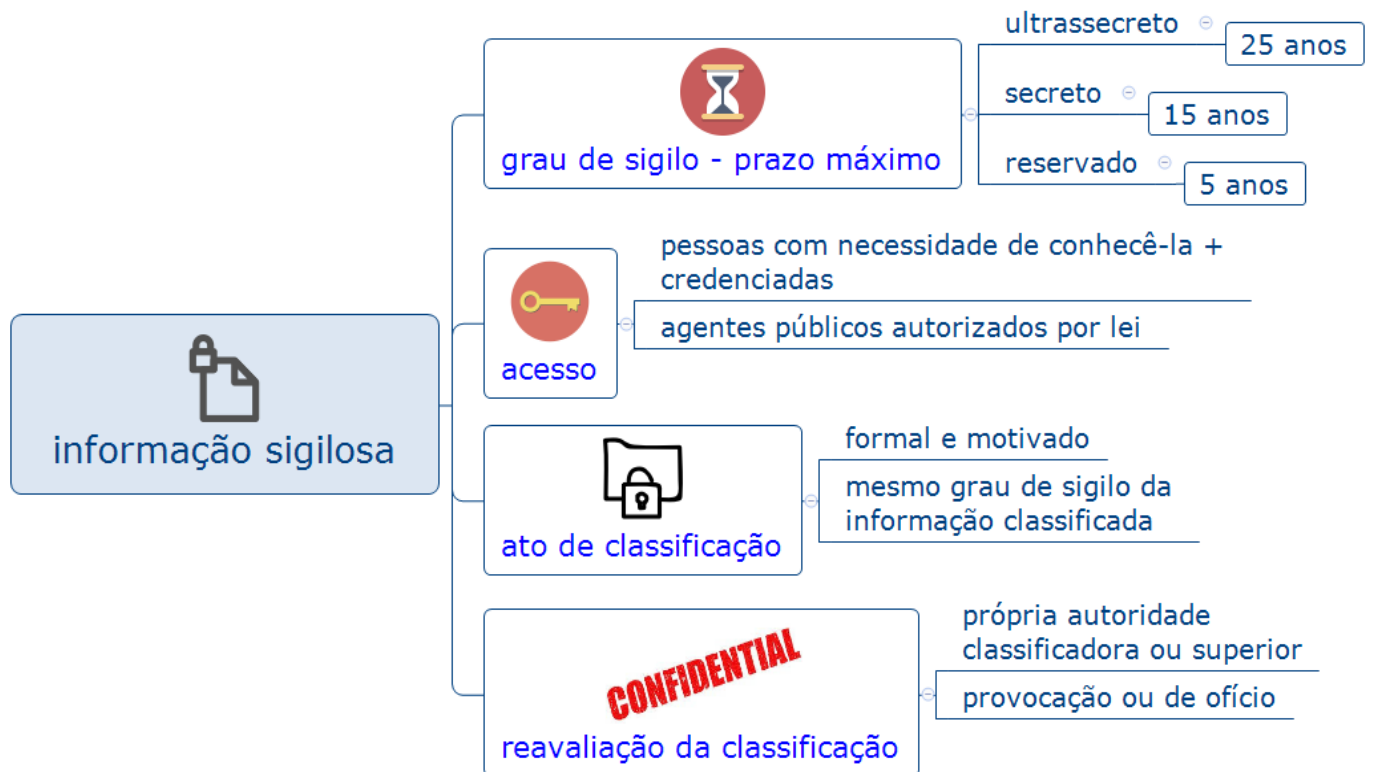 informação sigilosa
grau de sigilo - prazo máximo
ultrassecreto
25 anos
secreto
15 anos
reservado
5 anos
acesso
pessoas com necessidade de conhecê-la +
credenciadas
agentes públicos autorizados por lei
ato de classificação
formal e motivado
mesmo grau de sigilo da
informação classificada
CONFIDENTIAL
reavaliação da classificação
própria autoridade
classificadora ou superior
provocação ou de ofício